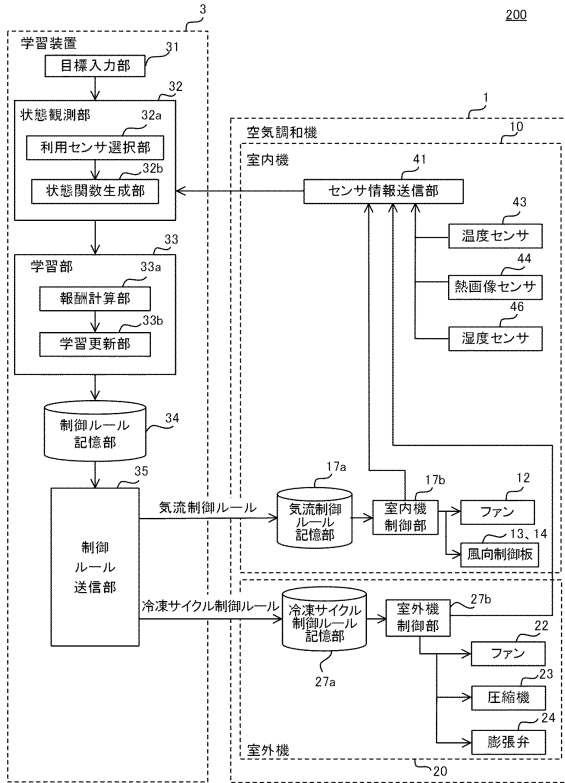 200
3
学習装置
31
目標入力部
32
状態観測部
32a
利用センサ選択部
32b
状態関数生成部
33
学習部
33a
報酬計算部
33b
学習更新部
制御ルール
記憶部
34
35
制御
ルール
送信部
気流制御ルール
冷凍サイクル制御ルール
1
空気調和機
10
室内機
41
センサ情報送信部
43
温度センサ
44
熱画像センサ
46
湿度センサ
17a
気流制御
ルール
記憶部
17b
室内機
制御部
12
ファン
13、14
風向制御板
冷凍サイクル
制御ルール
記憶部
27a
室外機
制御部
27b
22
ファン
23
圧縮機
24
膨張弁
室外機
20